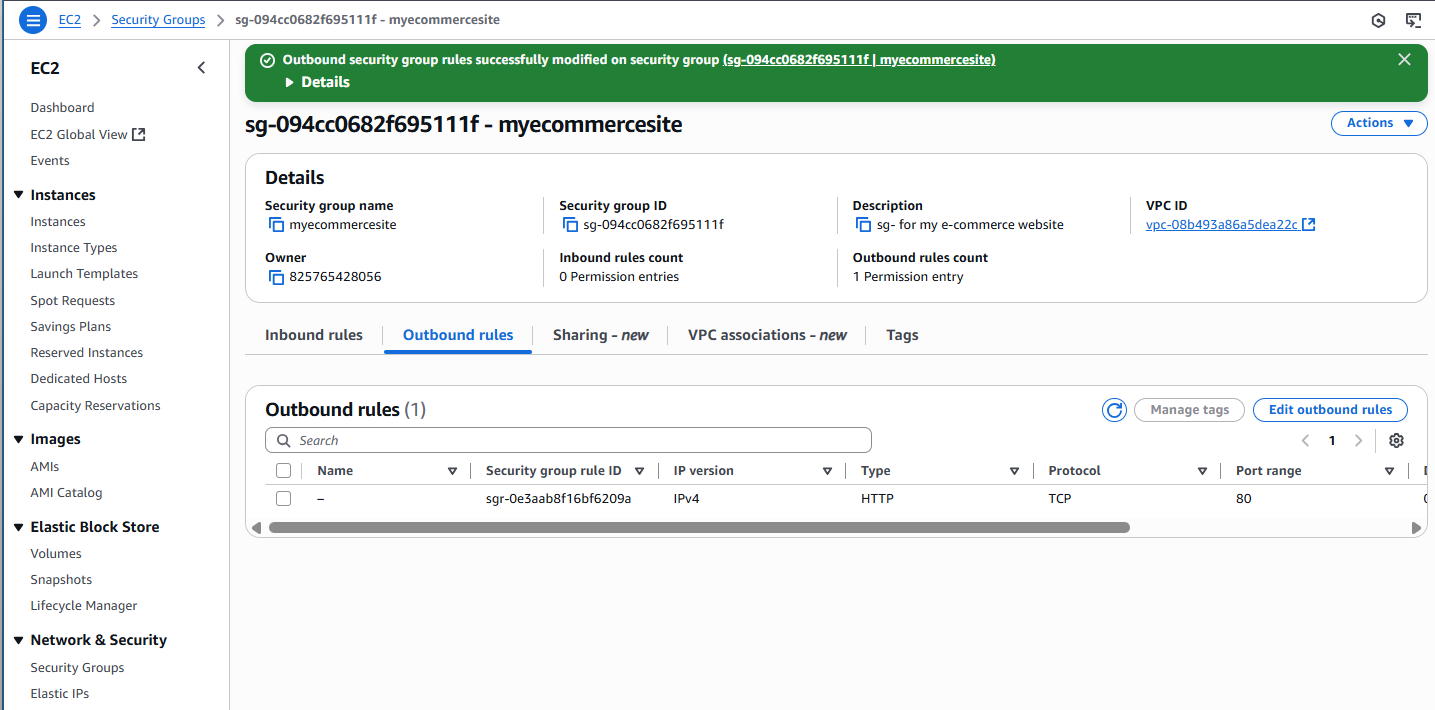 EC2 > Security Groups > sg-094cc0682f695111f - myecommercesite
EC2
Dashboard
EC2 Global View
Events
Instances
Instances
Instance Types
Launch Templates
Spot Requests
Savings Plans
Reserved Instances
Dedicated Hosts
Capacity Reservations
Images
AMIs
AMI Catalog
Elastic Block Store
Volumes
Snapshots
Lifecycle Manager
Network & Security
Security Groups
Elastic IPs
Outbound security group rules successfully modified on security group (sg-094cc0682f695111f | myecommercesite)
Details
sg-094cc0682f695111f - myecommercesite
Actions
Details
Security group name
myecommercesite
Security group ID
sg-094cc0682f695111f
Description
sg- for my e-commerce website
VPC ID
vpc-08b493a86a5dea22c
Owner
825765428056
Inbound rules count
0 Permission entries
Outbound rules count
1 Permission entry
Inbound rules
Outbound rules
Sharing - new
VPC associations - new
Tags
Outbound rules (1)
Manage tags
Edit outbound rules
Search
1
Name Security group rule ID IP version Type Protocol Port range
– sgr-0e3aab8f16bf6209a IPv4 HTTP TCP 80